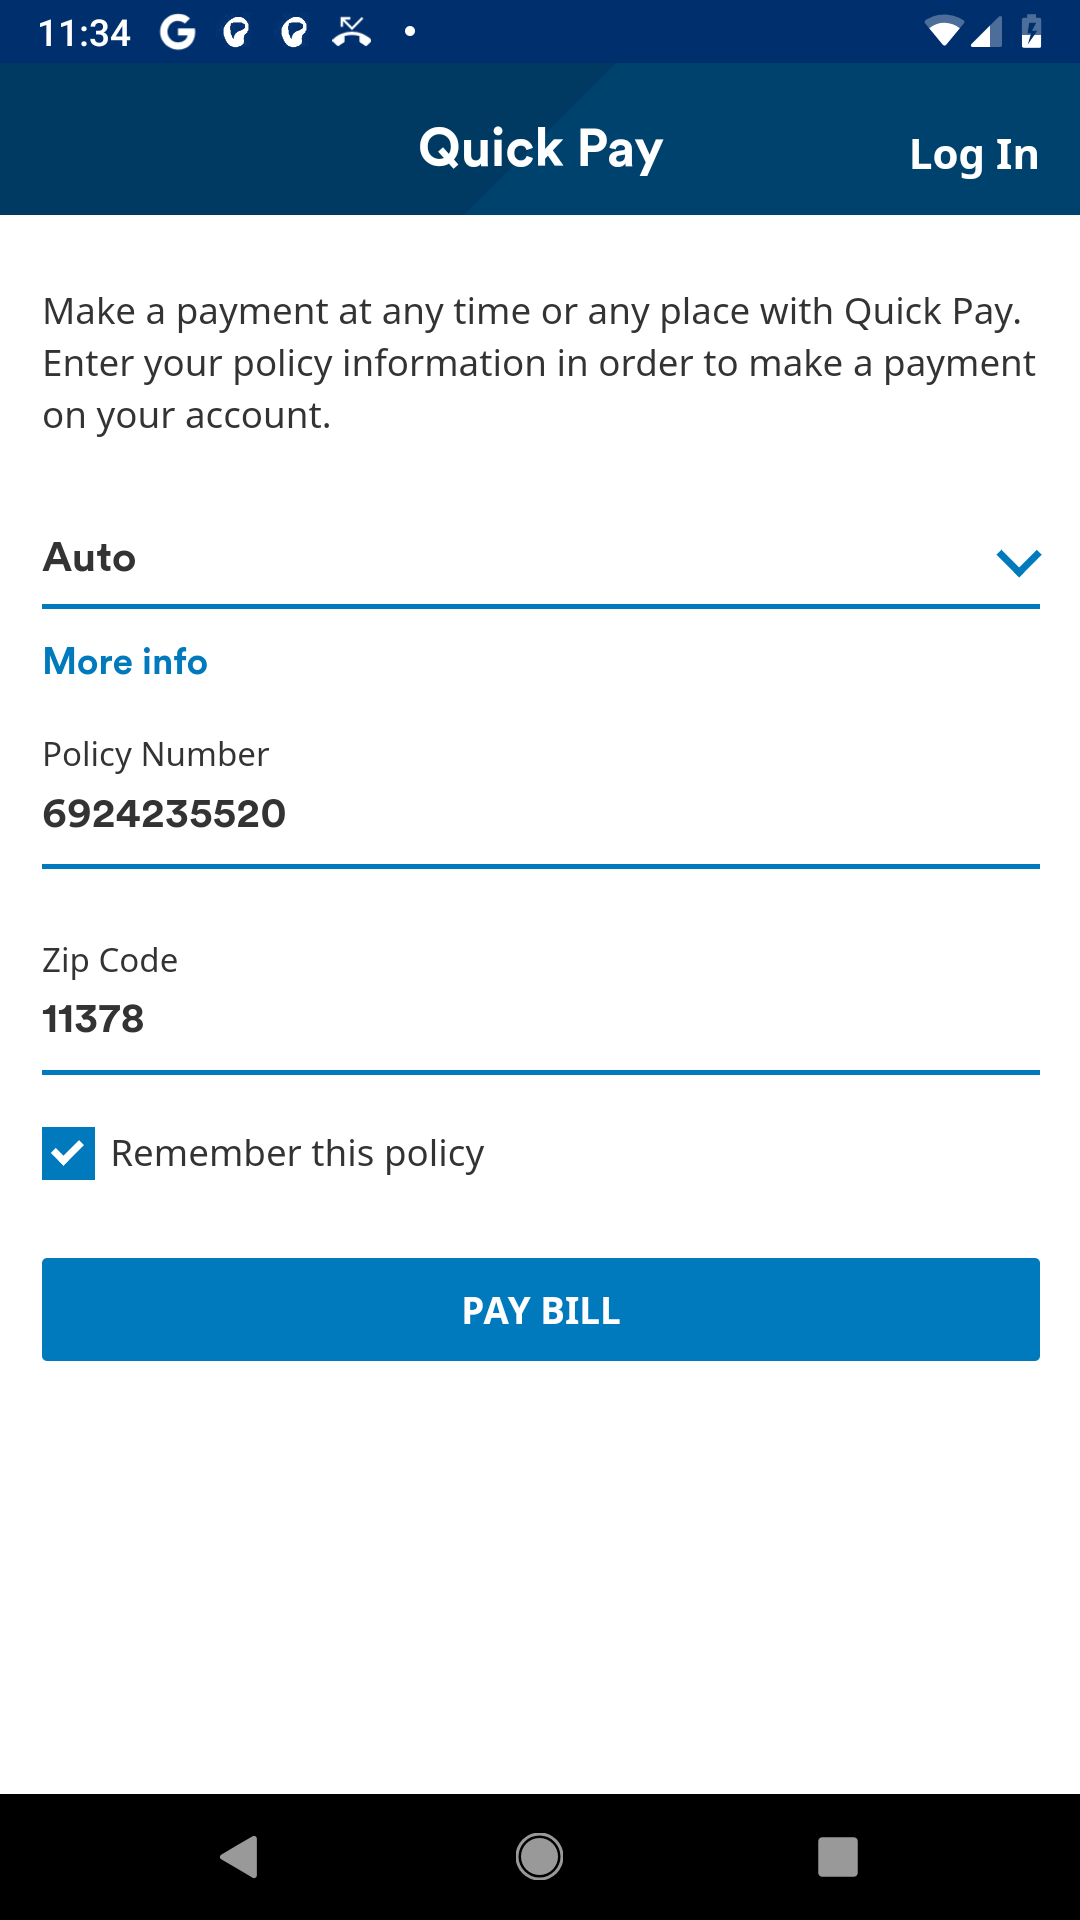 11:34
Quick Pay
Log In
Make a payment at any time or any place with Quick Pay.
Enter your policy information in order to make a payment
on your account.
Auto
More info
Policy Number
6924235520
Zip Code
11378
Remember this policy
PAY BILL